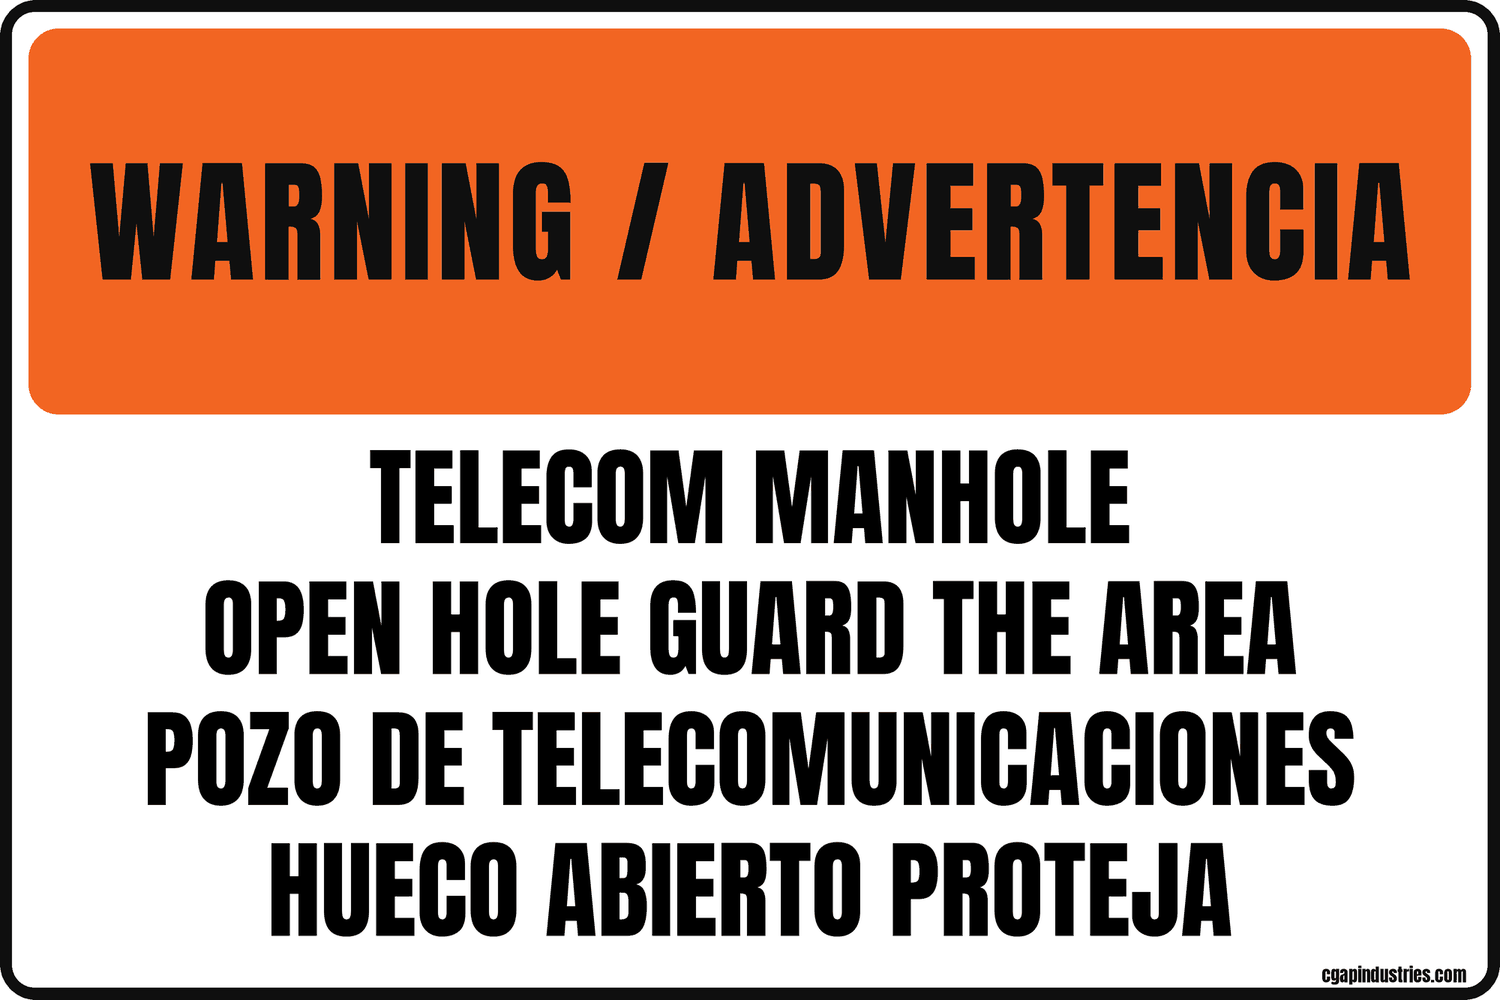 WARNING / ADVERTENCIA
TELECOM MANHOLE
OPEN HOLE GUARD THE AREA
POZO DE TELECOMUNICACIONES
HUECO ABIERTO PROTEJA
cgapindustries.com